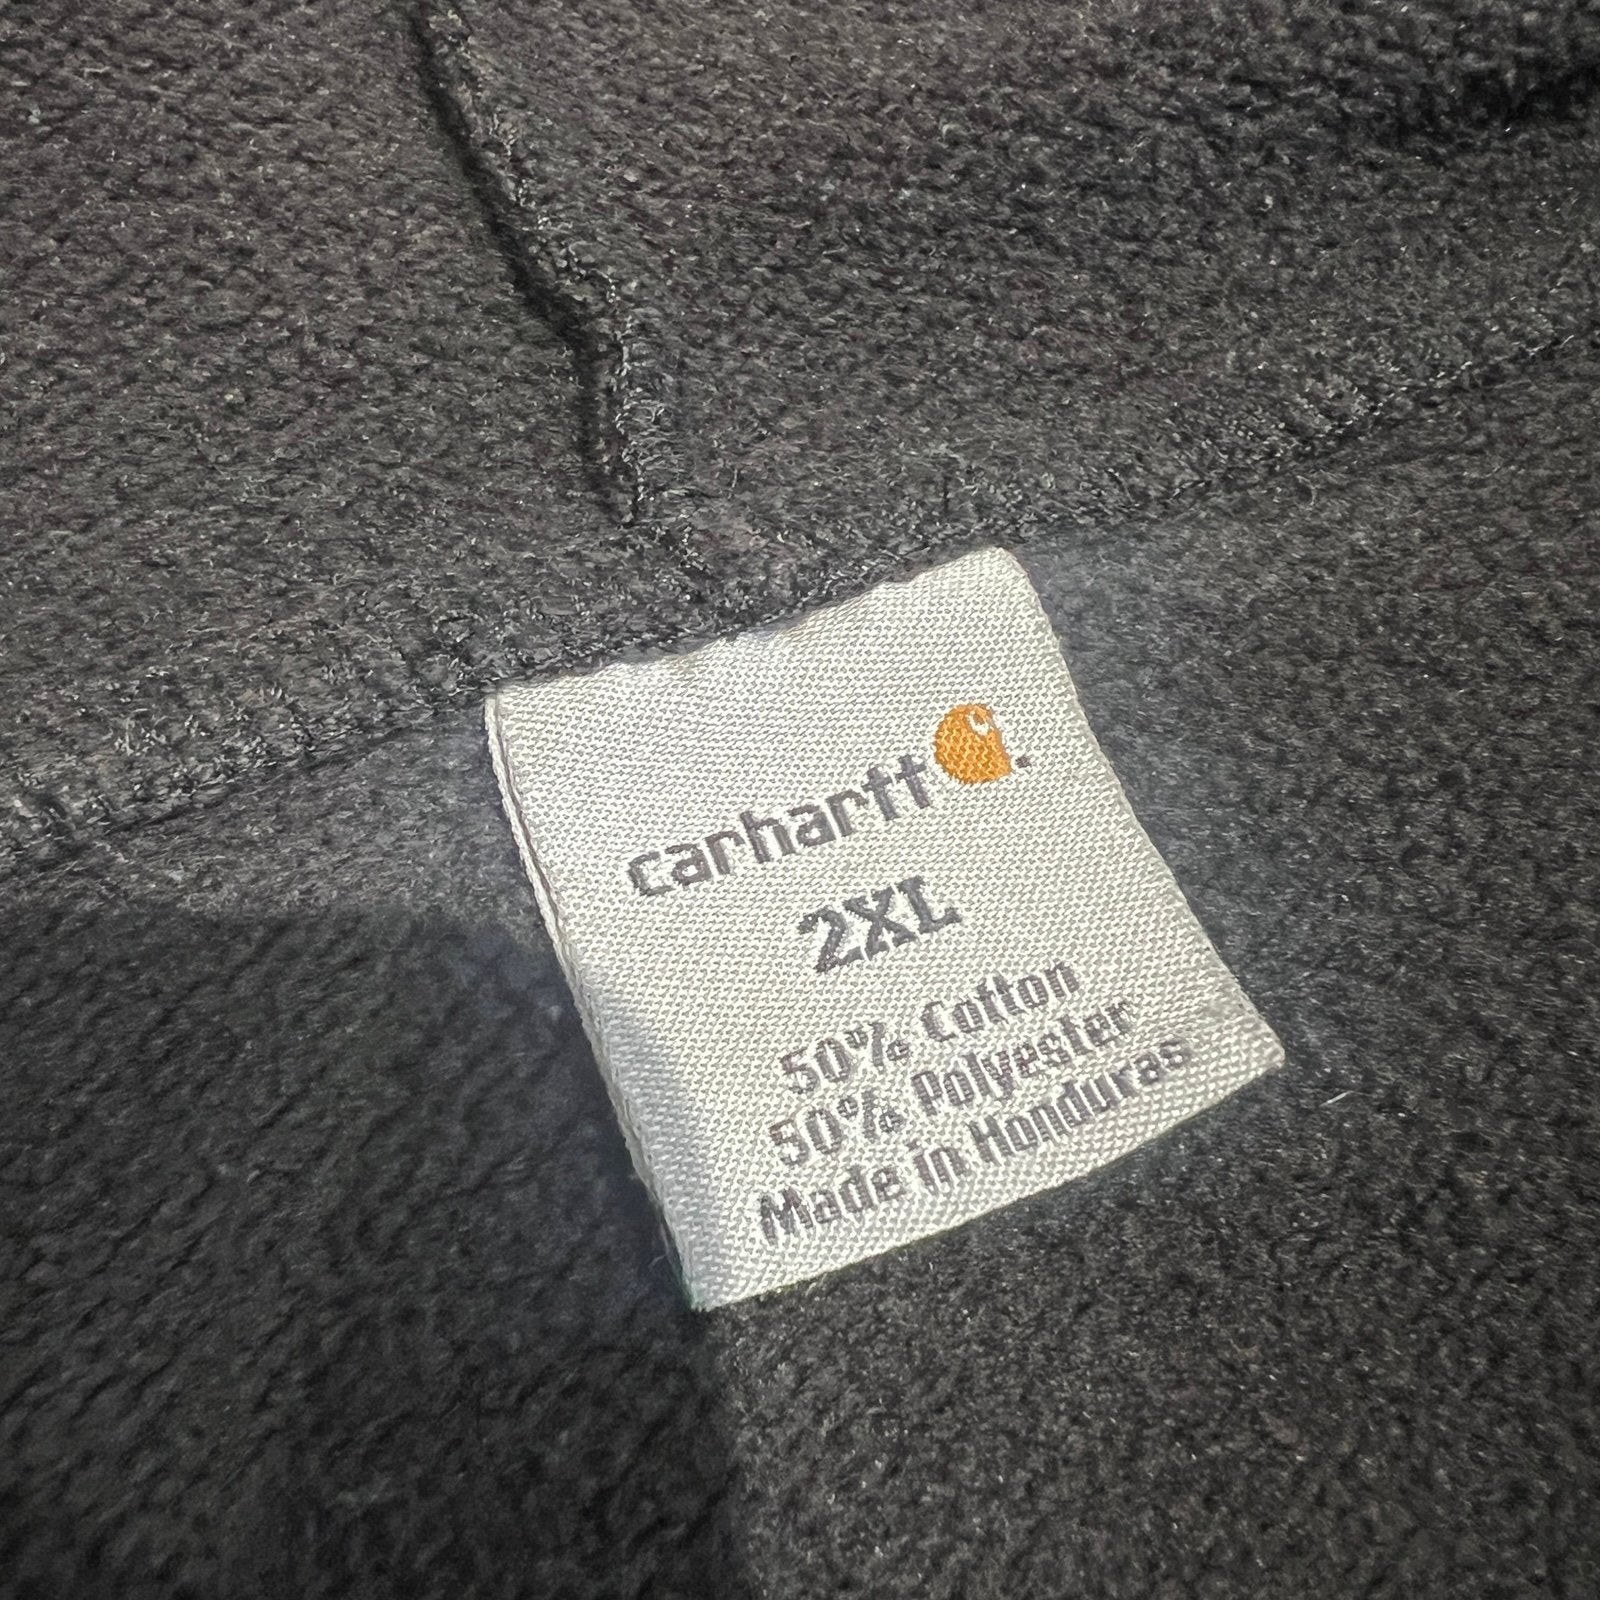 carhartt
2XL
50% Cotton
50% Polyester
Made in Honduras